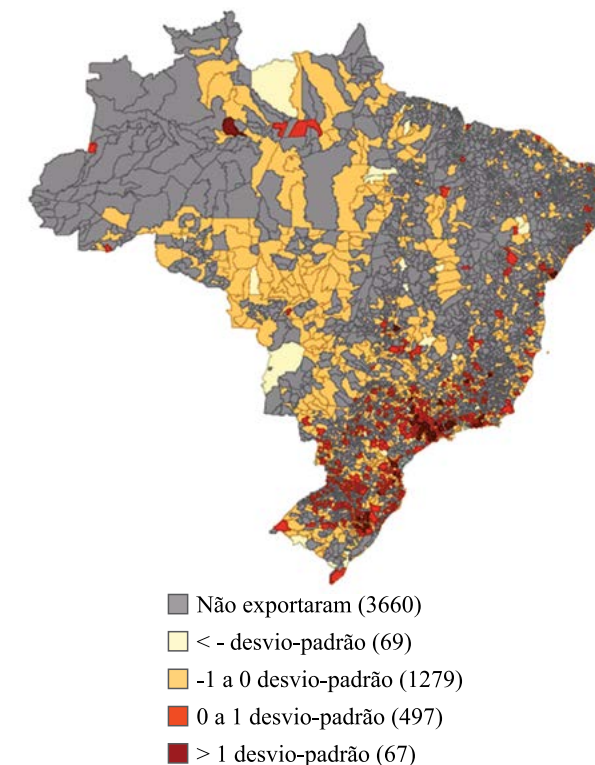 Não exportaram (3660)
< - desvio-padrão (69)
-1 a 0 desvio-padrão (1279)
0 a 1 desvio-padrão (497)
> 1 desvio-padrão (67)